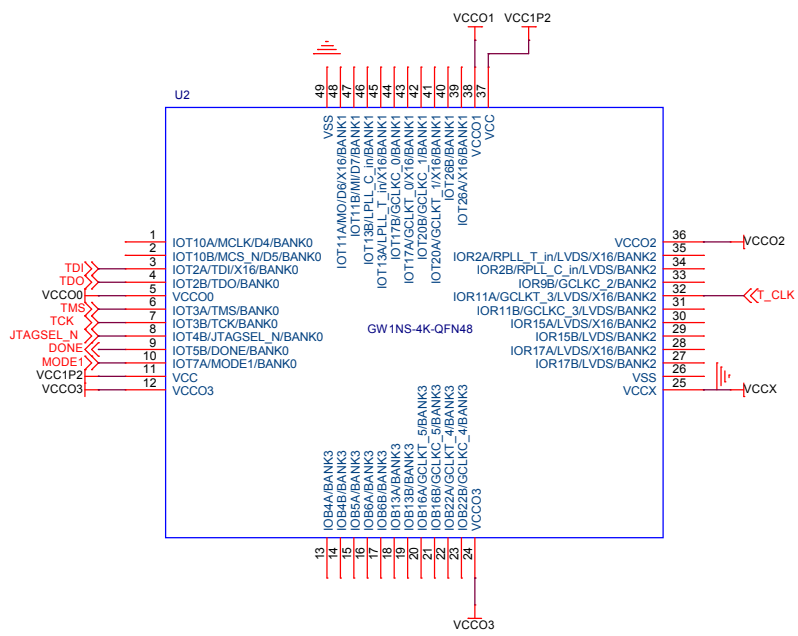 VCCO1
VCC1P2
U2
49
48
47
46
45
44
43
42
41
40
39
38
37
VSS
IOT11A/MO/D6/X16/BANK1
IOT11B/MI/D7/BANK1
IOT13B/LPLL_C_in/BANK1
IOT13A/LPLL_T_in/X16/BANK1
IOT17B/GCLKC_0/BANK1
IOT17A/GCLKT_0/X16/BANK1
IOT20B/GCLKC_1/BANK1
IOT20A/GCLKT_1/X16/BANK1
IOT26B/BANK1
IOT26A/X16/BANK1
VCCO1
VCC
1 IOT10A/MCLK/D4/BANK0
2 IOT10B/MCS_N/D5/BANK0
TDI 3 IOT2A/TDI/X16/BANK0
TDO 4 IOT2B/TDO/BANK0
VCCO0 5 VCCO0
TMS 6 IOT3A/TMS/BANK0
TCK 7 IOT3B/TCK/BANK0
JTAGSEL_N 8 IOT4B/JTAGSEL_N/BANK0
DONE 9 IOT5B/DONE/BANK0
MODE1 10 IOT7A/MODE1/BANK0
VCC1P2 11 VCC
VCCO3 12 VCCO3
GW1NS-4K-QFN48
VCCO2 36 VCCO2
IOR2A/RPLL_T_in/LVDS/X16/BANK2 35
IOR2B/RPLL_C_in/LVDS/BANK2 34
IOR9B/GCLKC_2/BANK2 33
IOR11A/GCLKT_3/LVDS/X16/BANK2 32 T_CLK
IOR11B/GCLKC_3/LVDS/BANK2 31
IOR15A/LVDS/X16/BANK2 30
IOR15B/LVDS/BANK2 29
IOR17A/LVDS/X16/BANK2 28
IOR17B/LVDS/BANK2 27
VSS 26
VCCX 25 VCCX
IOB4A/BANK3
IOB4B/BANK3
IOB5A/BANK3
IOB6A/BANK3
IOB6B/BANK3
IOB13A/BANK3
IOB13B/BANK3
IOB16A/GCLKT_5/BANK3
IOB16B/GCLKC_5/BANK3
IOB22A/GCLKT_4/BANK3
IOB22B/GCLKC_4/BANK3
VCCO3
13
14
15
16
17
18
19
20
21
22
23
24
VCCO3